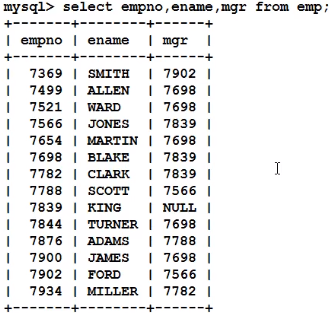 mysql> select empno,ename,mgr from emp;
+-------+--------+------+
| empno | ename  | mgr  |
+-------+--------+------+
|  7369 | SMITH  | 7902 |
|  7499 | ALLEN  | 7698 |
|  7521 | WARD   | 7698 |
|  7566 | JONES  | 7839 |
|  7654 | MARTIN | 7698 |
|  7698 | BLAKE  | 7839 |
|  7782 | CLARK  | 7839 |
|  7788 | SCOTT  | 7566 |
|  7839 | KING   | NULL |
|  7844 | TURNER | 7698 |
|  7876 | ADAMS  | 7788 |
|  7900 | JAMES  | 7698 |
|  7902 | FORD   | 7566 |
|  7934 | MILLER | 7782 |
+-------+--------+------+